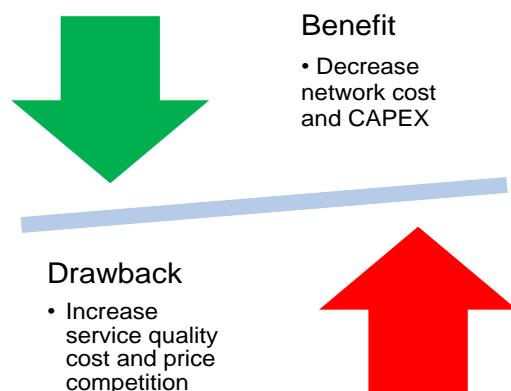 Benefit
• Decrease
network cost
and CAPEX
Drawback
• Increase
service quality
cost and price
competition